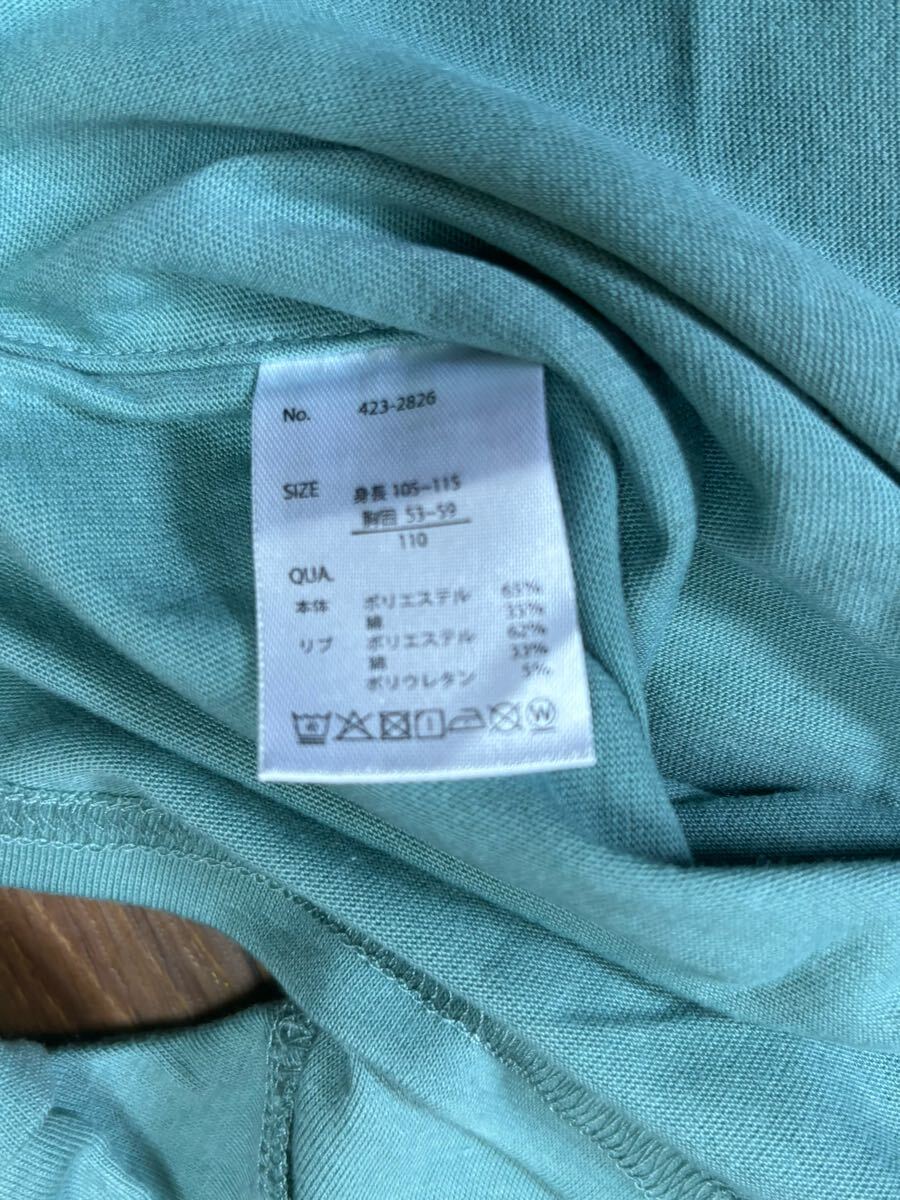 No. 423-2826
SIZE 身長 105~115
胸囲 53~59
110
QUA.
本体 ポリエステル 65%
綿 35%
リブ ポリエステル 62%
綿 33%
ポリウレタン 5%
40 W